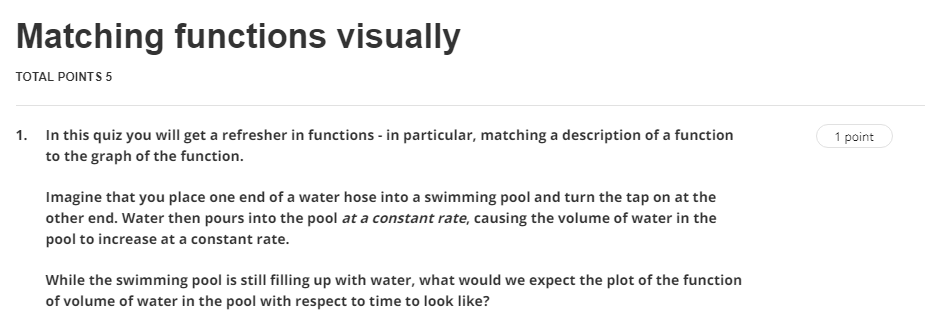 Matching functions visually
TOTAL POINTS 5
1. In this quiz you will get a refresher in functions - in particular, matching a description of a function 1 point
to the graph of the function.
Imagine that you place one end of a water hose into a swimming pool and turn the tap on at the
other end. Water then pours into the pool at a constant rate, causing the volume of water in the
pool to increase at a constant rate.
While the swimming pool is still filling up with water, what would we expect the plot of the function
of volume of water in the pool with respect to time to look like?